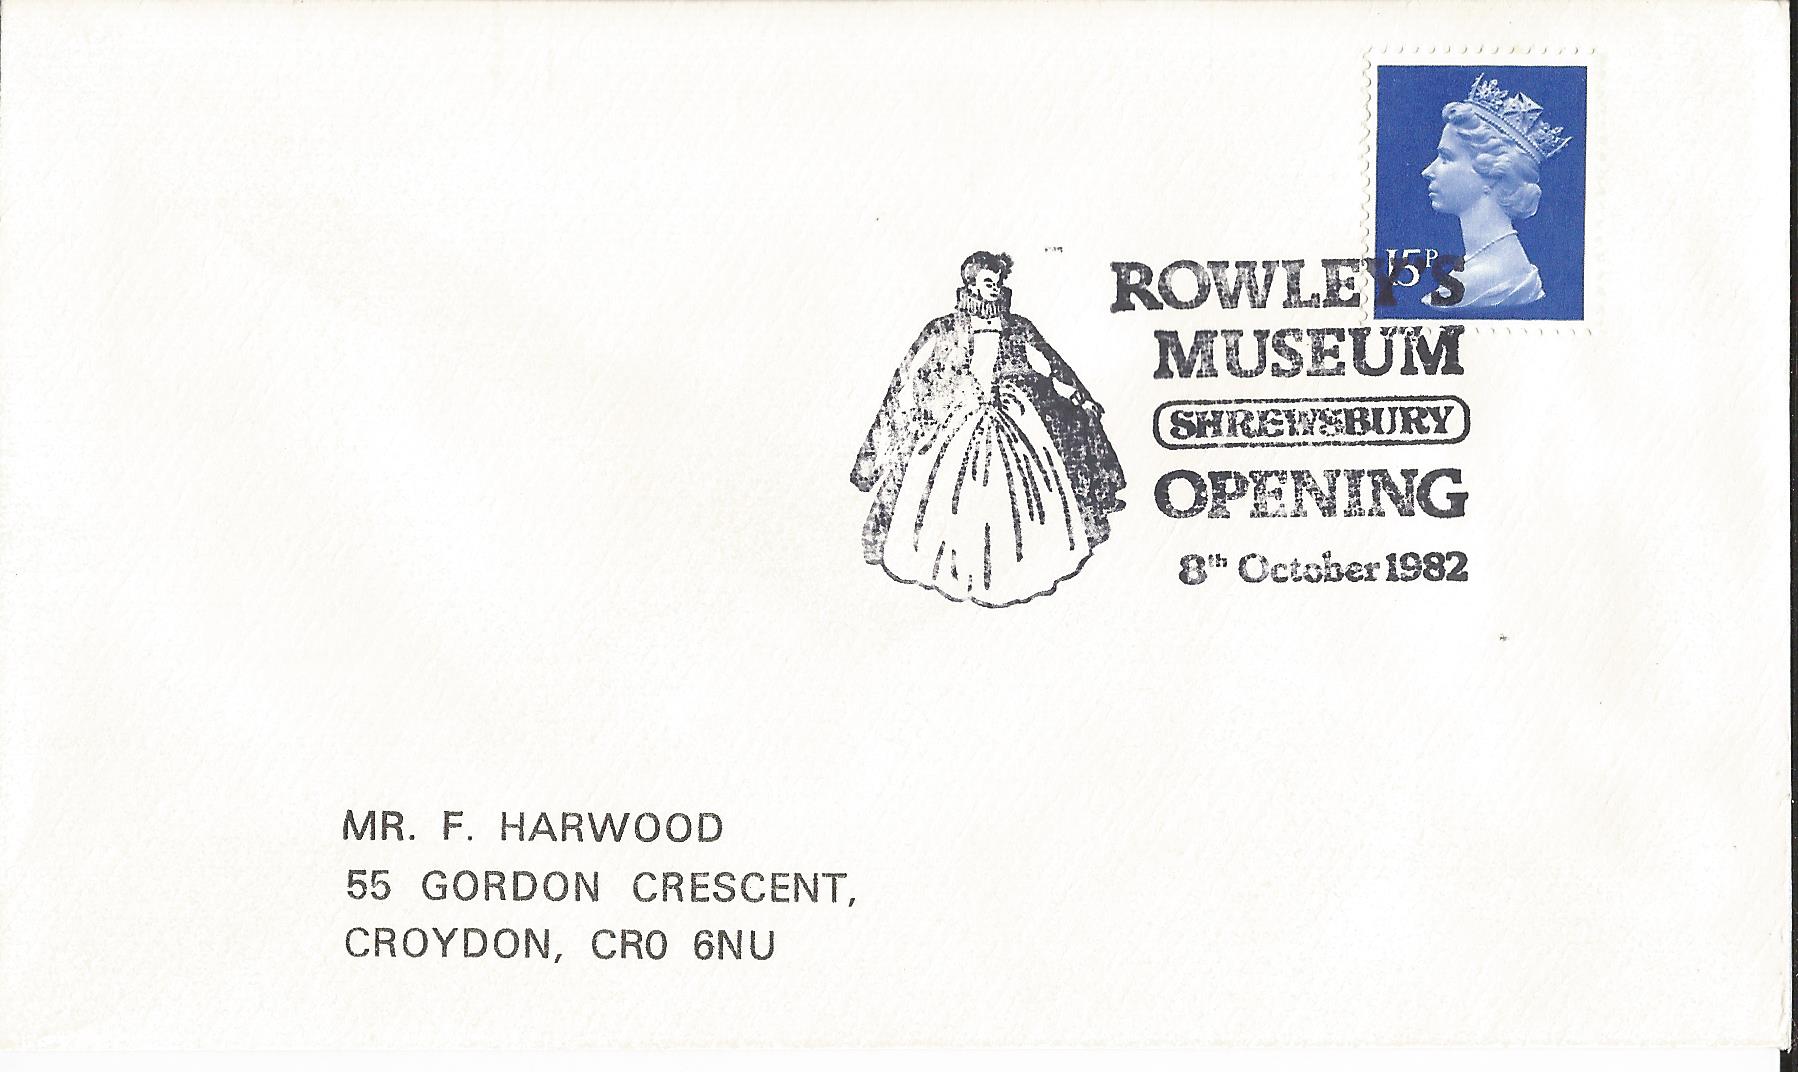 15P
ROWLEY'S
MUSEUM
SHREWSBURY
OPENING
8th October 1982
MR. F. HARWOOD
55 GORDON CRESCENT,
CROYDON, CR0 6NU